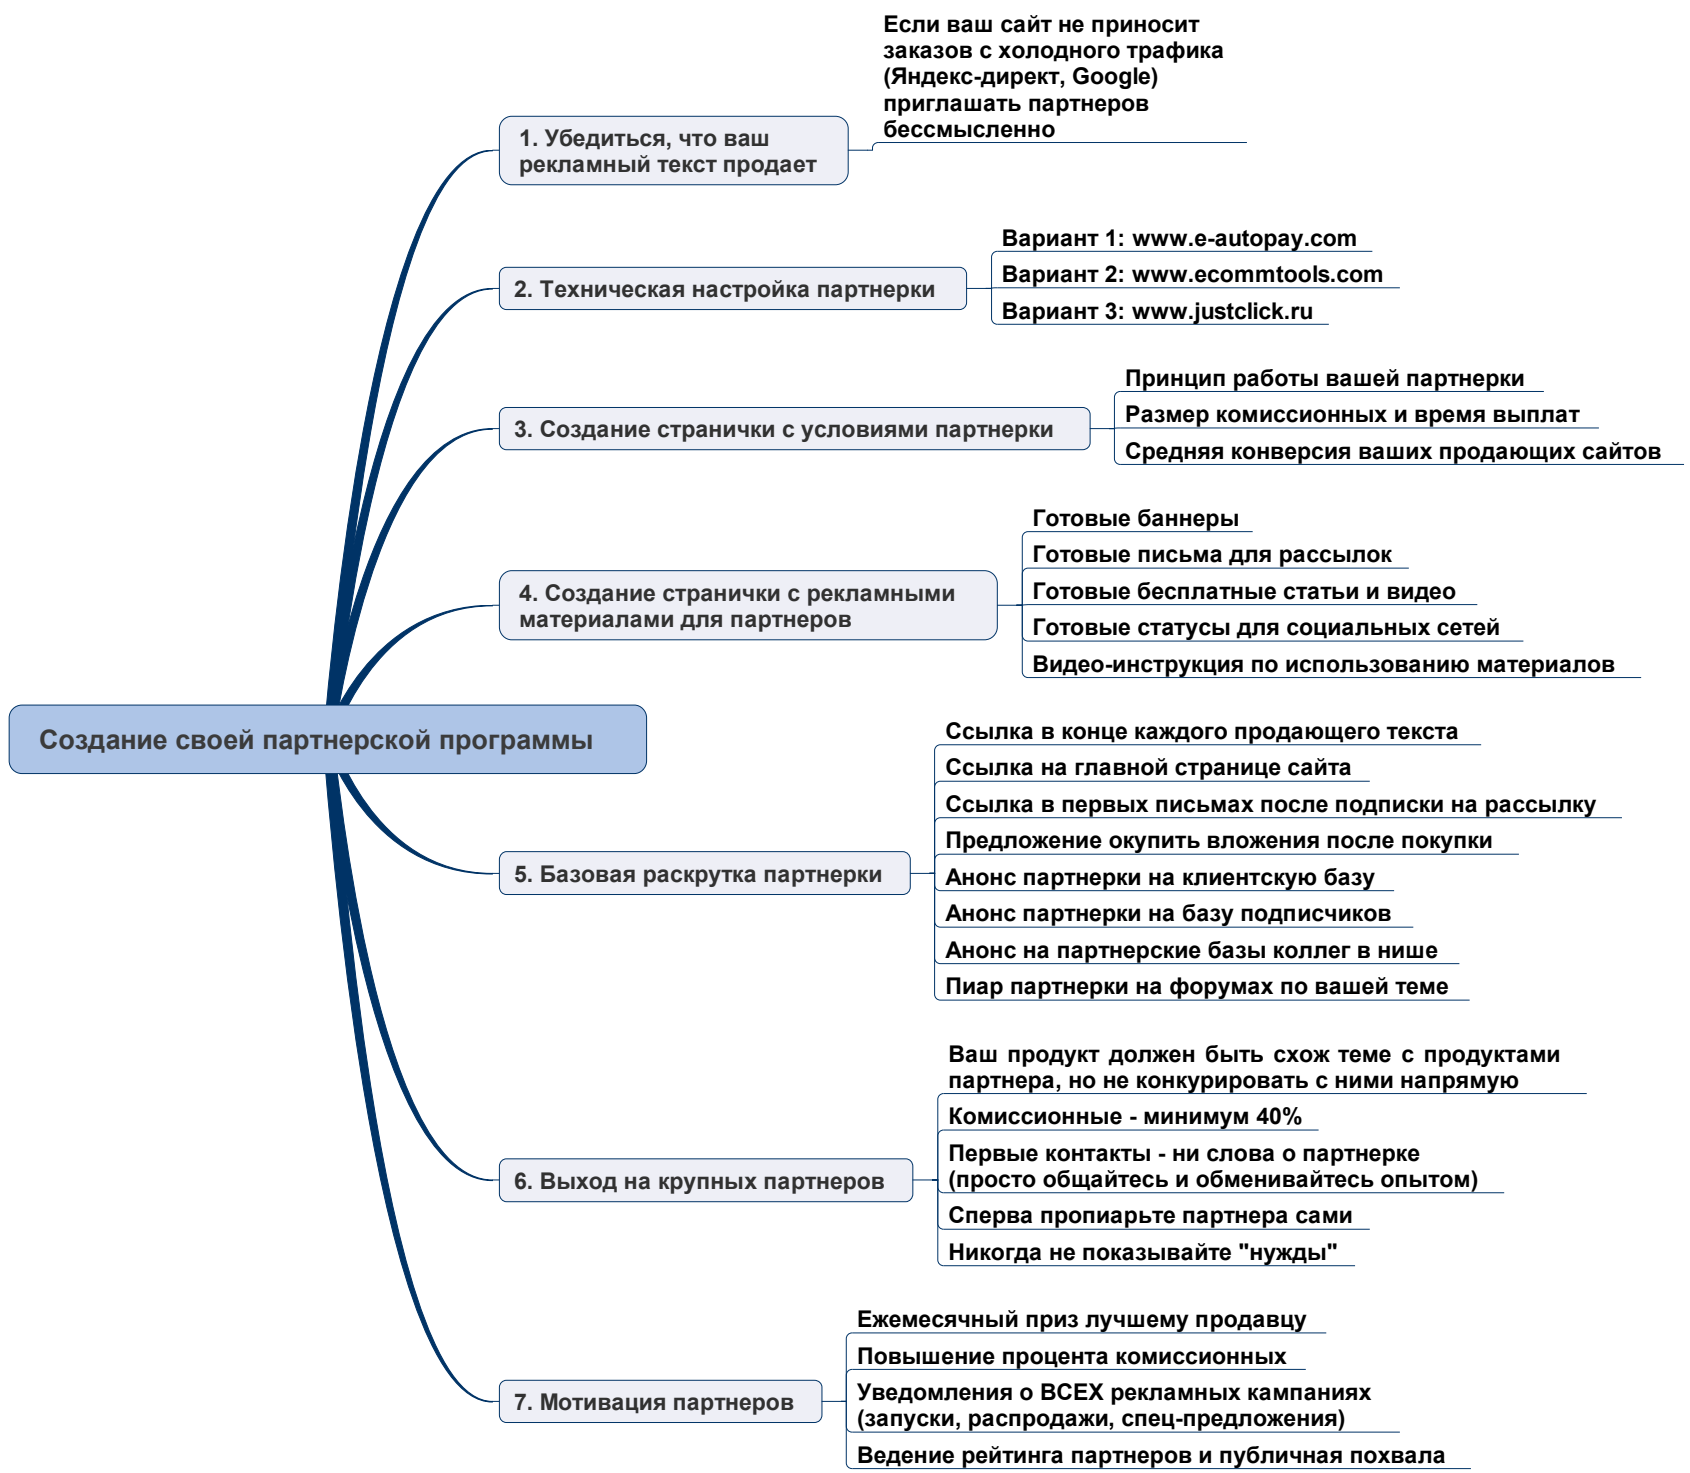 Создание своей партнерской программы
1. Убедиться, что ваш
рекламный текст продает
Если ваш сайт не приносит
заказов с холодного трафика
(Яндекс-директ, Google)
приглашать партнеров
бессмысленно
2. Техническая настройка партнерки
Вариант 1: www.e-autopay.com
Вариант 2: www.ecommtools.com
Вариант 3: www.justclick.ru
3. Создание странички с условиями партнерки
Принцип работы вашей партнерки
Размер комиссионных и время выплат
Средняя конверсия ваших продающих сайтов
4. Создание странички с рекламными
материалами для партнеров
Готовые баннеры
Готовые письма для рассылок
Готовые бесплатные статьи и видео
Готовые статусы для социальных сетей
Видео-инструкция по использованию материалов
5. Базовая раскрутка партнерки
Ссылка в конце каждого продающего текста
Ссылка на главной странице сайта
Ссылка в первых письмах после подписки на рассылку
Предложение окупить вложения после покупки
Анонс партнерки на клиентскую базу
Анонс партнерки на базу подписчиков
Анонс на партнерские базы коллег в нише
Пиар партнерки на форумах по вашей теме
6. Выход на крупных партнеров
Ваш продукт должен быть схож теме с продуктами
партнера, но не конкурировать с ними напрямую
Комиссионные - минимум 40%
Первые контакты - ни слова о партнерке
(просто общайтесь и обменивайтесь опытом)
Сперва пропиарьте партнера сами
Никогда не показывайте "нужды"
7. Мотивация партнеров
Ежемесячный приз лучшему продавцу
Повышение процента комиссионных
Уведомления о ВСЕХ рекламных кампаниях
(запуски, распродажи, спец-предложения)
Ведение рейтинга партнеров и публичная похвала